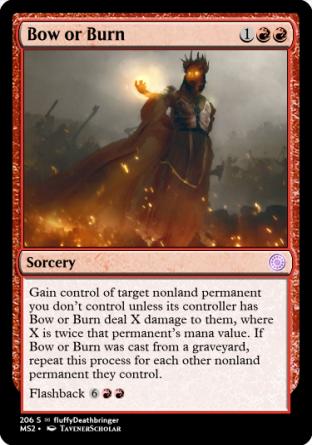 Bow or Burn 1
Sorcery
Gain control of target nonland permanent
you don't control unless its controller has
Bow or Burn deal X damage to them, where
X is twice that permanent's mana value. If
Bow or Burn was cast from a graveyard,
repeat this process for each other nonland
permanent they control.
Flashback 6
206 S fluffyDeathbringer
MS2 • TavenerScholar